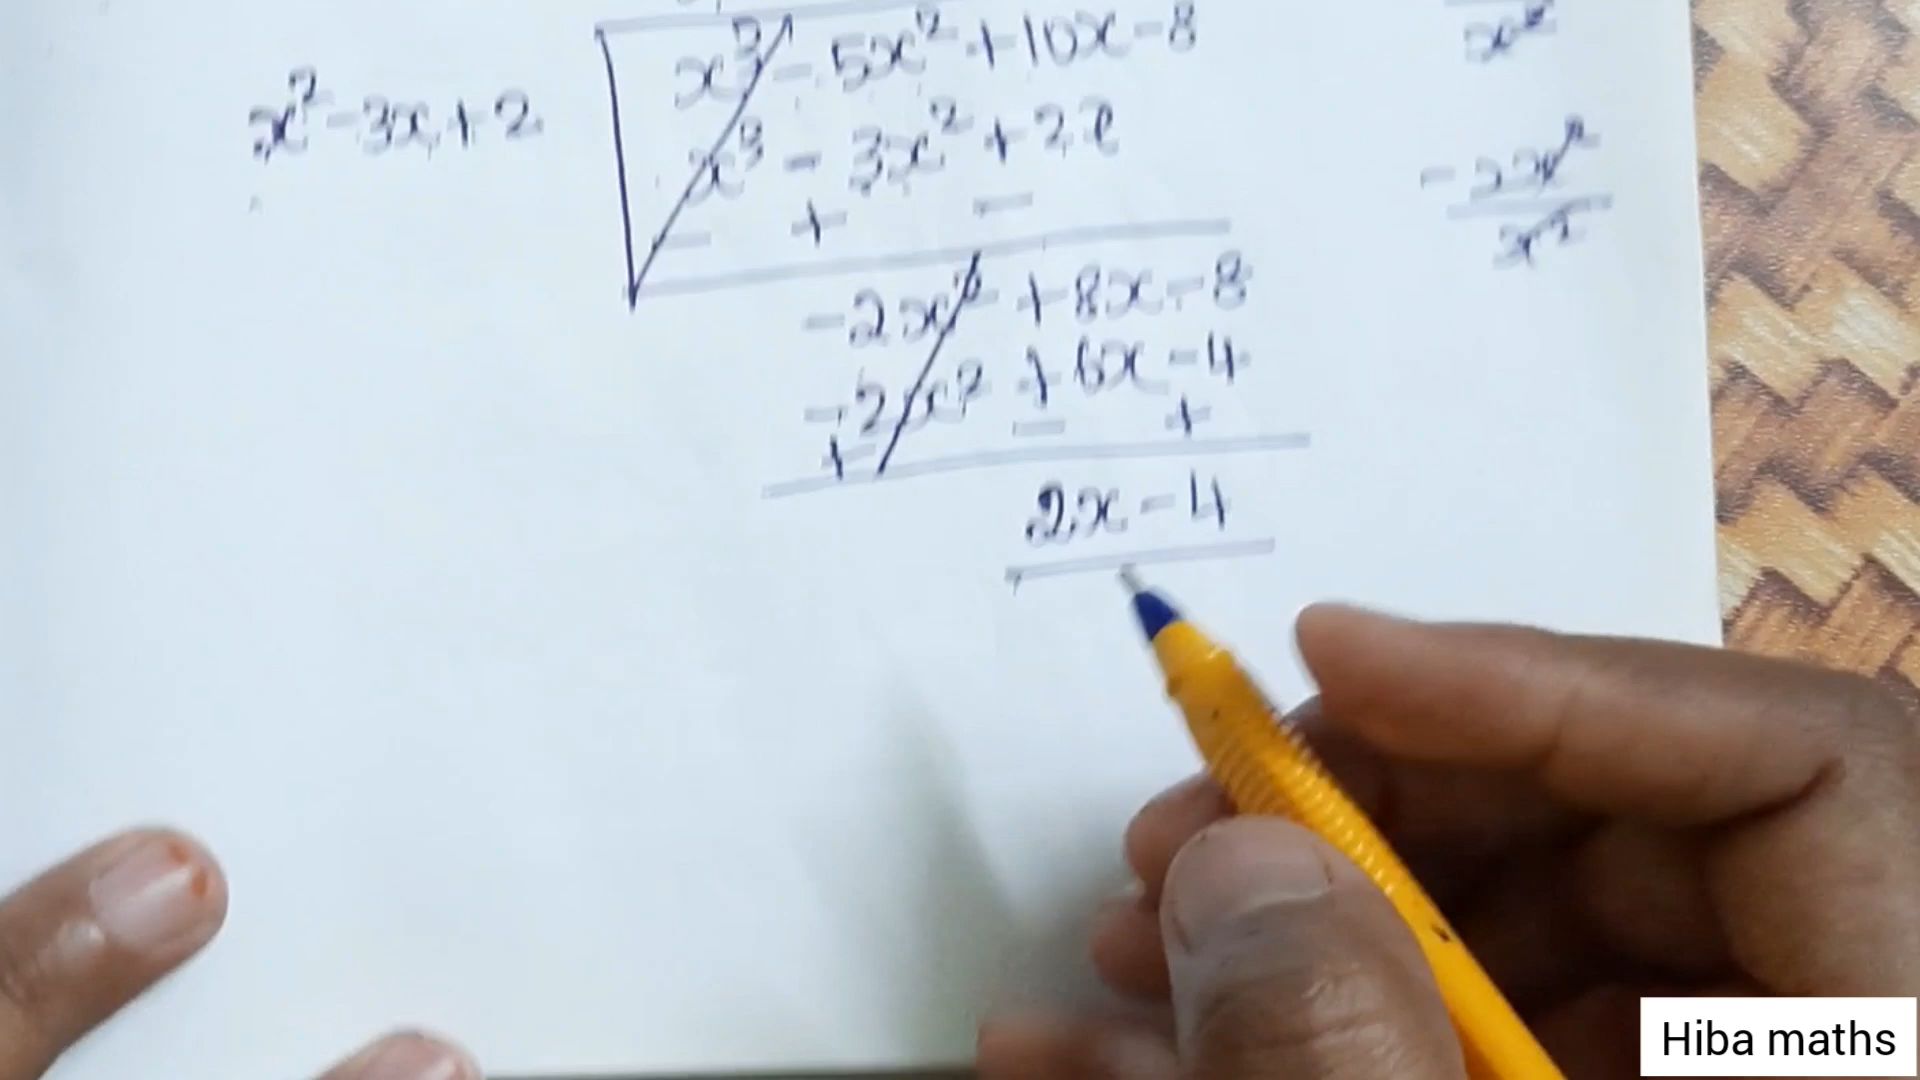 x² - 3x + 2
x³ - 5x² + 10x - 8
x³ - 3x² + 2x
- + -
-2x² + 8x - 8
-2x² + 6x - 4
+ - +
2x - 4
x²
-2x²
x²
Hiba maths